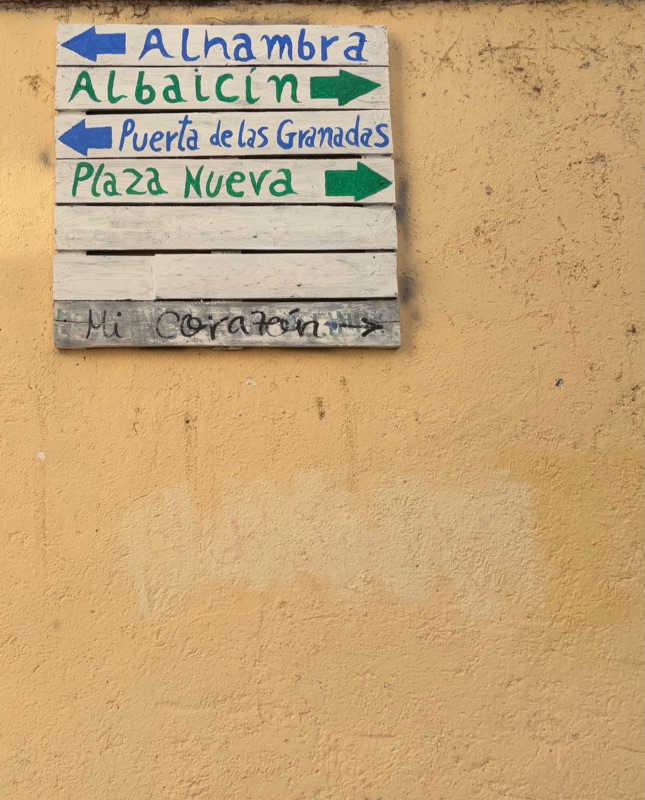 ← Alhambra
Albaicín →
← Puerta de las Granadas
Plaza Nueva →
Mi corazón →